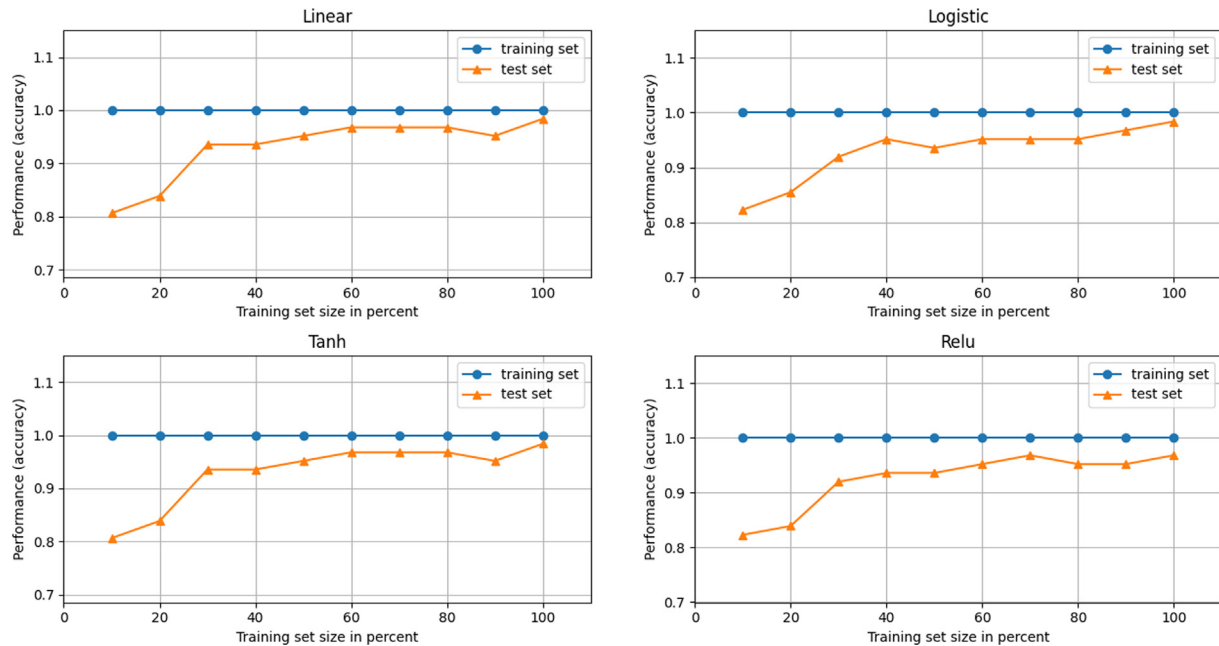 Linear
Performance (accuracy)
1.1
1.0
0.9
0.8
0.7
training set
test set
0 20 40 60 80 100
Training set size in percent
Logistic
Performance (accuracy)
1.1
1.0
0.9
0.8
0.7
training set
test set
0 20 40 60 80 100
Training set size in percent
Tanh
Performance (accuracy)
1.1
1.0
0.9
0.8
0.7
training set
test set
0 20 40 60 80 100
Training set size in percent
Relu
Performance (accuracy)
1.1
1.0
0.9
0.8
0.7
training set
test set
0 20 40 60 80 100
Training set size in percent